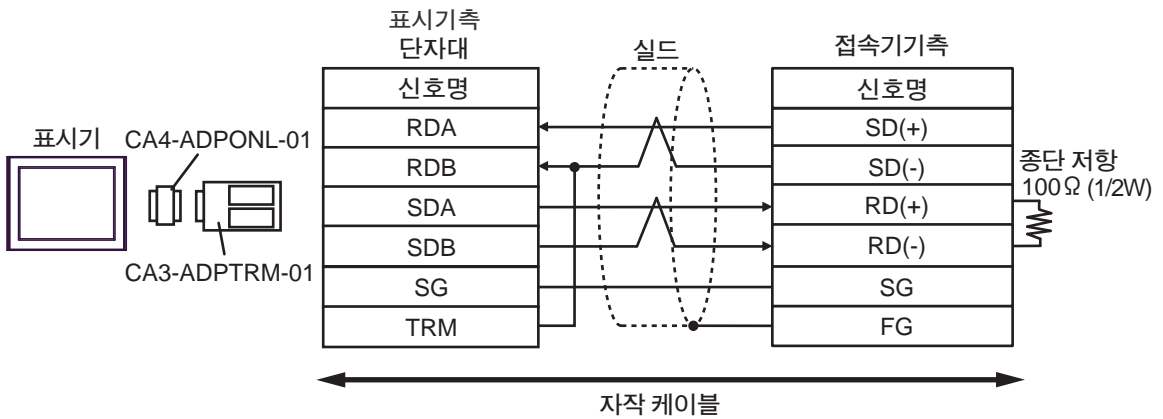 표시기측
단자대
실드
접속기기측
신호명
신호명
RDA
SD(+)
표시기
CA4-ADPONL-01
RDB
SD(-)
종단 저항
100Ω (1/2W)
SDA
RD(+)
SDB
RD(-)
CA3-ADPTRM-01
SG
SG
TRM
FG
자작 케이블